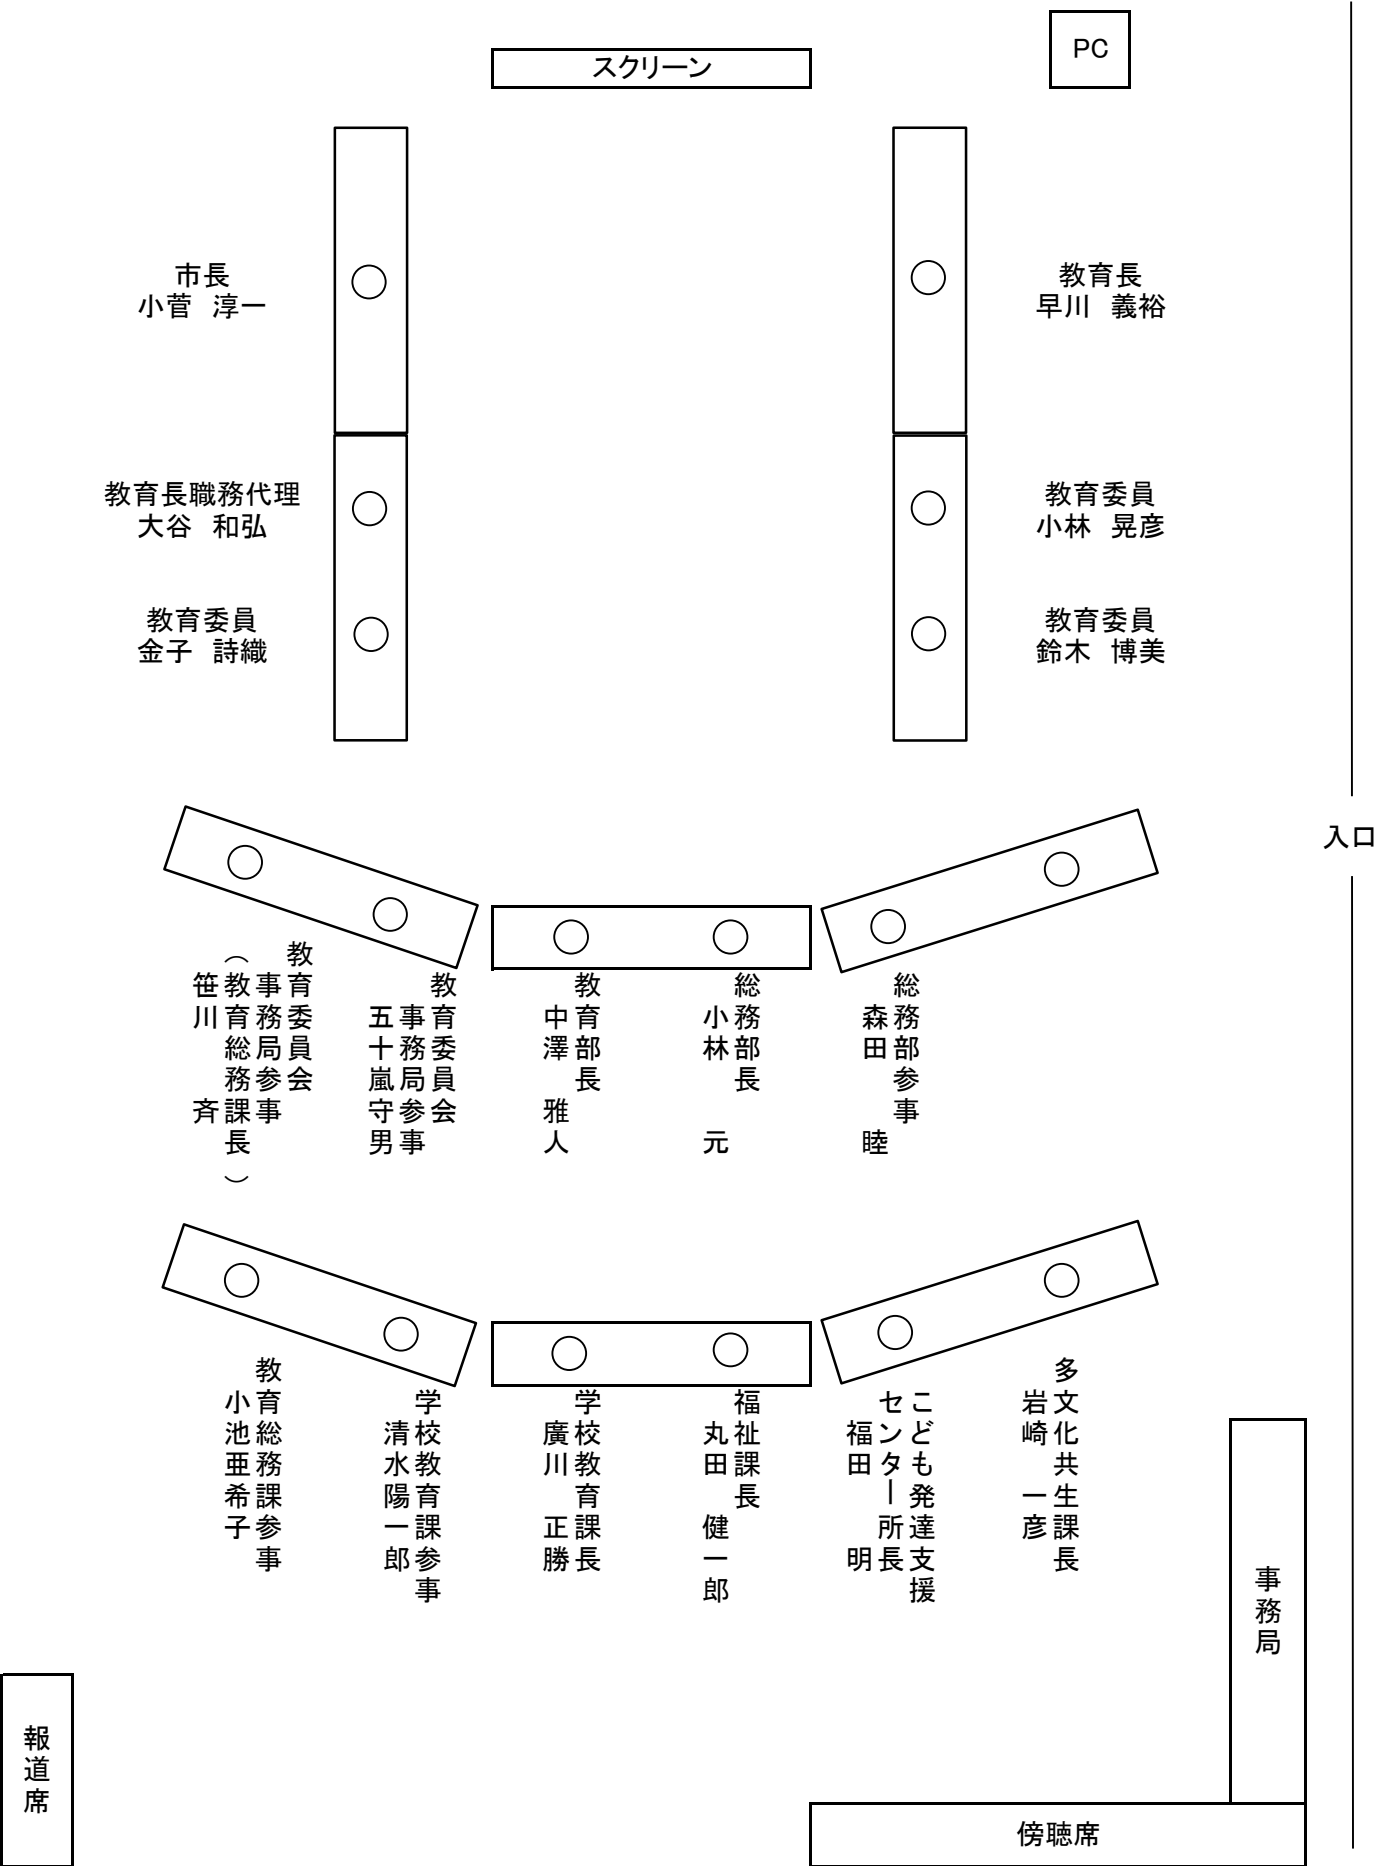 スクリーン
PC
市長
小菅　淳一
教育長
早川　義裕
教育長職務代理
大谷　和弘
教育委員
小林　晃彦
教育委員
金子　詩織
教育委員
鈴木　博美
入口
教育委員会
事務局参事
（教育総務課長）
笹川　　斉
教育委員会
事務局参事
五十嵐守男
教育部長
中澤　雅人
総務部長
小林　　元
総務部参事
森田　　睦
教育総務課参事
小池亜希子
学校教育課参事
清水陽一郎
学校教育課長
廣川　正勝
福祉課長
丸田　健一郎
こども発達支援
センター所長
福田　　明
多文化共生課長
岩崎　一彦
事務局
報道席
傍聴席